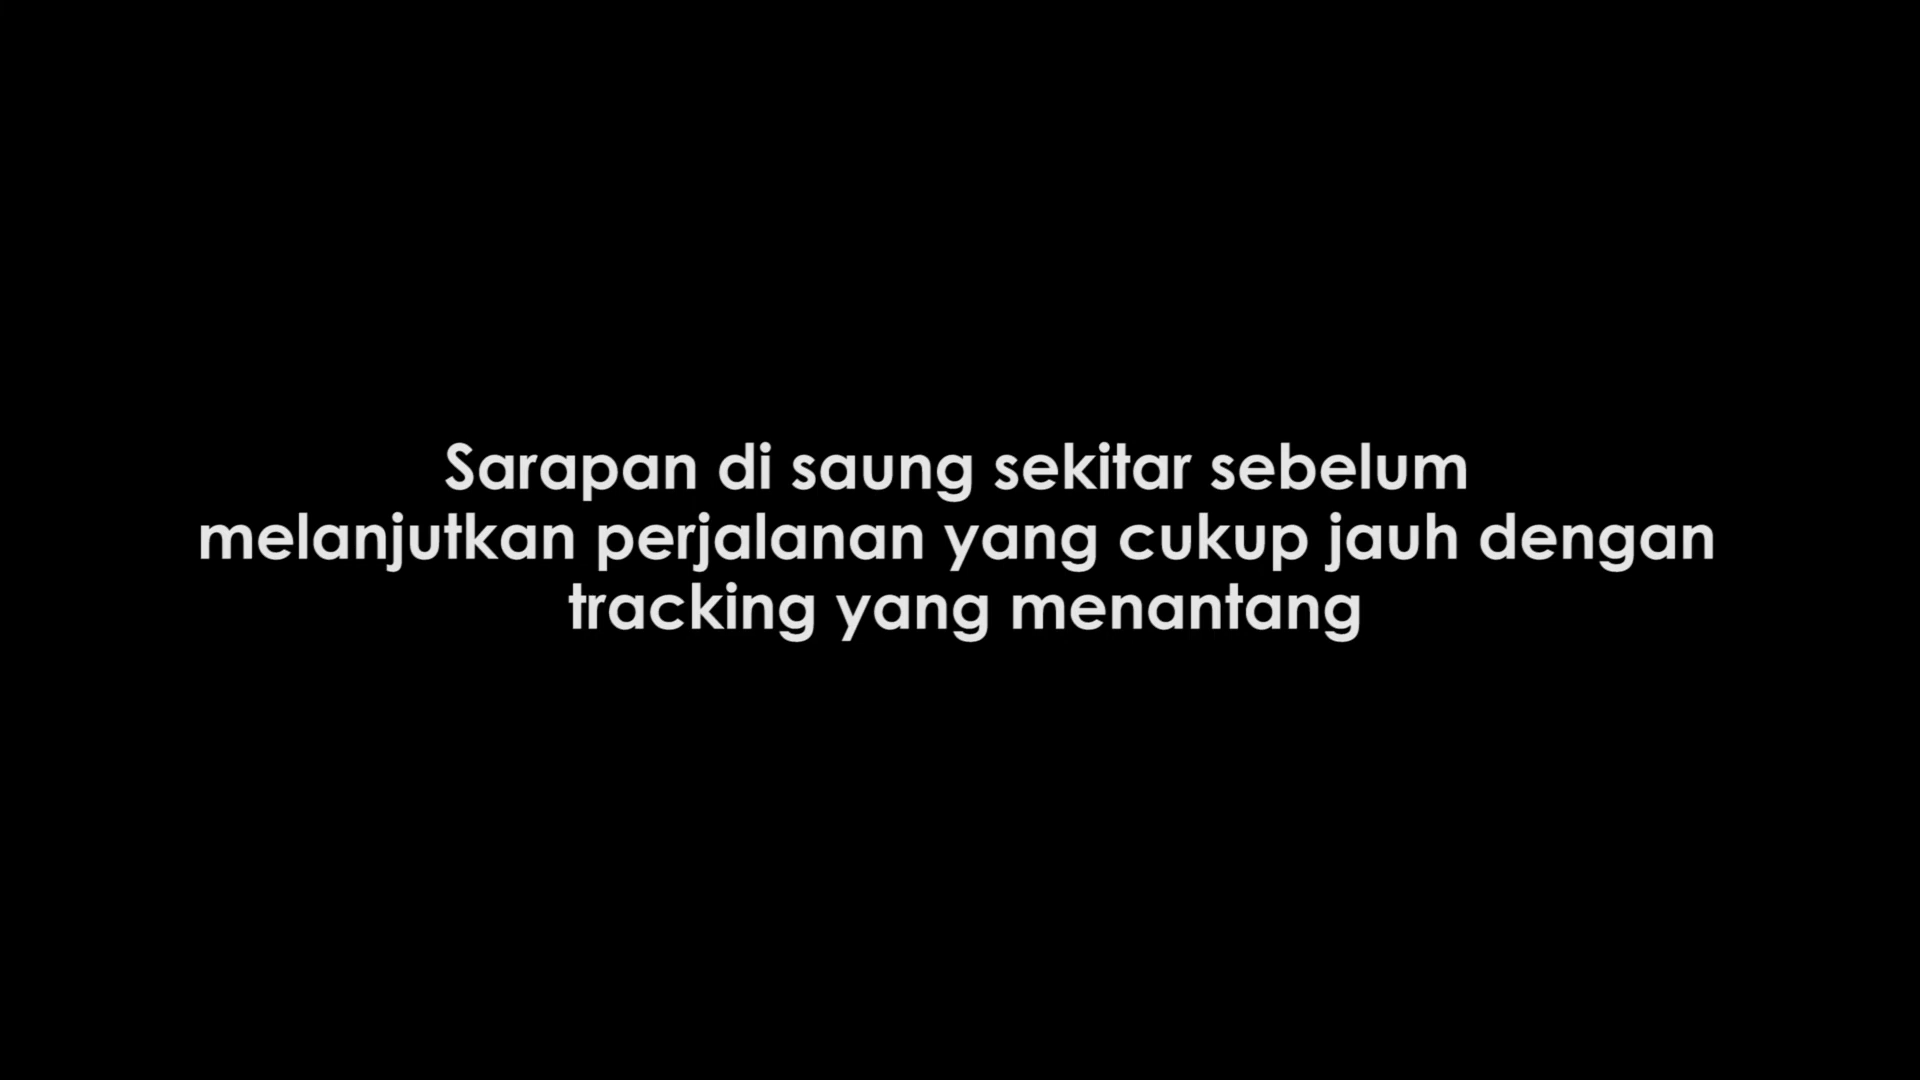 Sarapan di saung sekitar sebelum
melanjutkan perjalanan yang cukup jauh dengan
tracking yang menantang